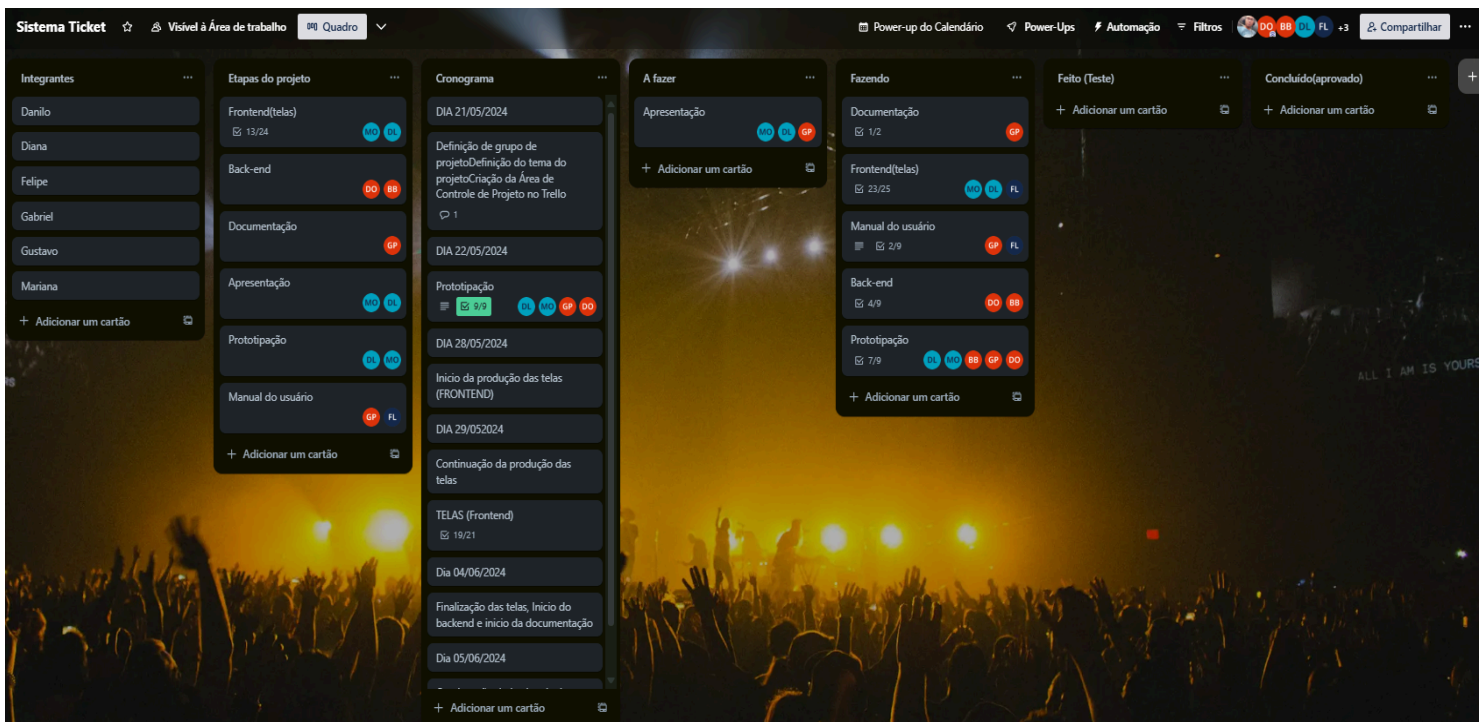 Sistema Ticket
Visível à Área de trabalho
Quadro
Power-up do Calendário
Power-Ups
Automação
Filtros
DO
BB
DL
FL
+3
Compartilhar
Integrantes
Danilo
Diana
Felipe
Gabriel
Gustavo
Mariana
+ Adicionar um cartão
Etapas do projeto
Frontend(telas)
13/24
MO DL
Back-end
DO BB
Documentação
GP
Apresentação
MO DL
Prototipação
DL MO
Manual do usuário
GP FL
+ Adicionar um cartão
Cronograma
DIA 21/05/2024
Definição de grupo de
projetoDefinição do tema do
projetoCriação da Área de
Controle de Projeto no Trello
1
DIA 22/05/2024
Prototipação
9/9
DL MO GP DO
DIA 28/05/2024
Inicio da produção das telas
(FRONTEND)
DIA 29/052024
Continuação da produção das
telas
TELAS (Frontend)
19/21
Dia 04/06/2024
Finalização das telas, Inicio do
backend e inicio da documentação
Dia 05/06/2024
+ Adicionar um cartão
A fazer
Apresentação
MO DL GP
+ Adicionar um cartão
Fazendo
Documentação
1/2
GP
Frontend(telas)
23/25
MO DL FL
Manual do usuário
2/9
GP FL
Back-end
4/9
DO BB
Prototipação
7/9
DL MO BB GP DO
+ Adicionar um cartão
Feito (Teste)
+ Adicionar um cartão
Concluído(aprovado)
+ Adicionar um cartão
ALL I AM IS YOURS